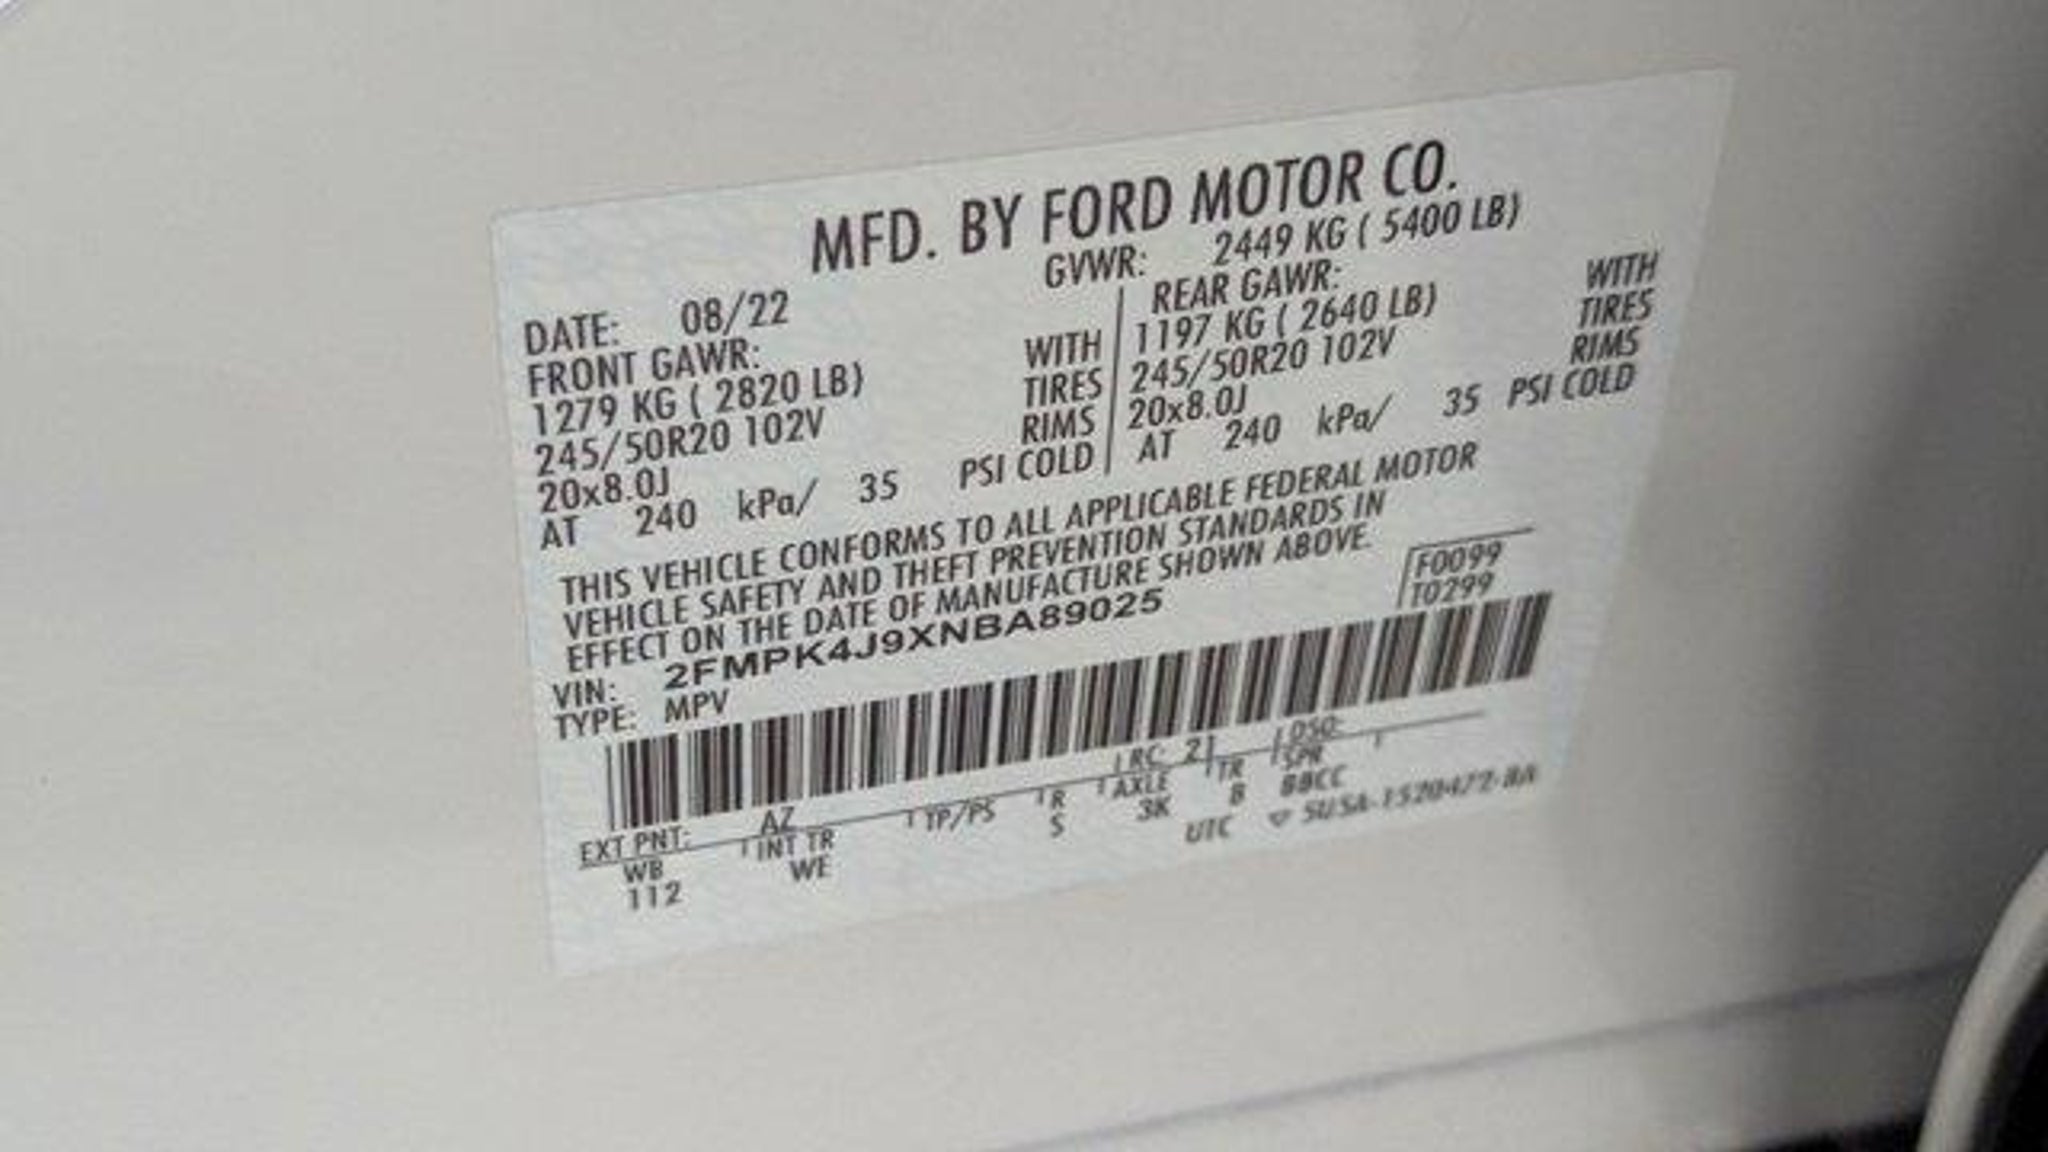 MFD. BY FORD MOTOR CO.
DATE: 08/22 GVWR: 2449 KG ( 5400 LB)
FRONT GAWR: REAR GAWR:
1279 KG ( 2820 LB) WITH 1197 KG ( 2640 LB) WITH
245/50R20 102V TIRES 245/50R20 102V TIRES
20x8.0J RIMS 20x8.0J RIMS
AT 240 kPa/ 35 PSI COLD AT 240 kPa/ 35 PSI COLD
THIS VEHICLE CONFORMS TO ALL APPLICABLE FEDERAL MOTOR
VEHICLE SAFETY AND THEFT PREVENTION STANDARDS IN
EFFECT ON THE DATE OF MANUFACTURE SHOWN ABOVE.
VIN: 2FMPK4J9XNBA89025 F0099
TYPE: MPV T0299
EXT PNT: AZ RC: 21 DSO:
WB INT TR TP/PS R AXLE TR SPR
112 WE S 3K B BBCC
UTC